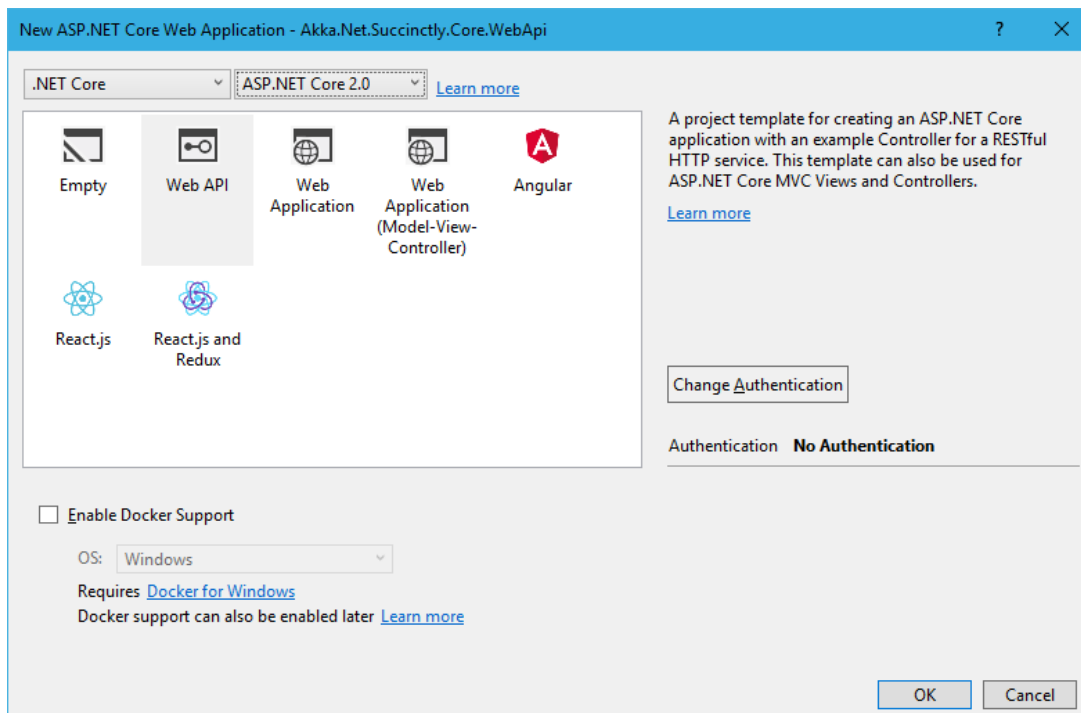 New ASP.NET Core Web Application - Akka.Net.Succinctly.Core.WebApi
?
.NET Core
ASP.NET Core 2.0
Learn more
Empty
Web API
Web
Application
Web
Application
(Model-View-
Controller)
Angular
React.js
React.js and
Redux
A project template for creating an ASP.NET Core
application with an example Controller for a RESTful
HTTP service. This template can also be used for
ASP.NET Core MVC Views and Controllers.
Learn more
Change Authentication
Authentication No Authentication
Enable Docker Support
OS: Windows
Requires Docker for Windows
Docker support can also be enabled later Learn more
OK
Cancel